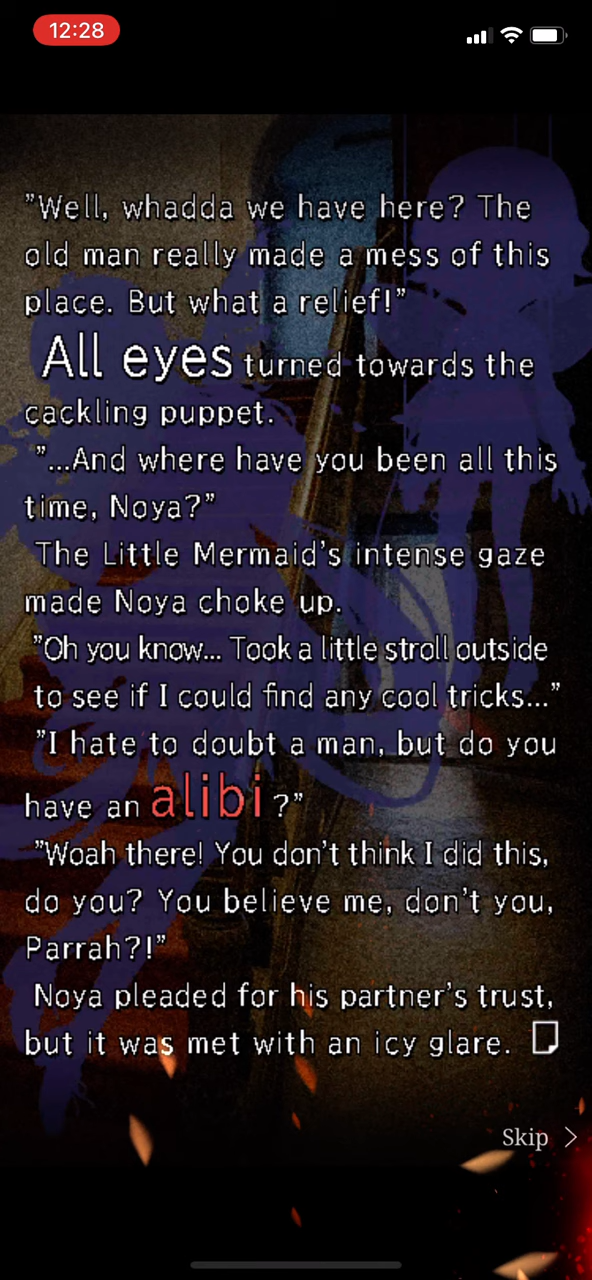 12:28
”Well, whadda we have here? The
old man really made a mess of this
place. But what a relief!”
All eyes turned towards the
cackling puppet.
”...And where have you been all this
time, Noya?”
The Little Mermaid's intense gaze
made Noya choke up.
”Oh you know... Took a little stroll outside
to see if I could find any cool tricks...”
”I hate to doubt a man, but do you
have an alibi?”
”Woah there! You don't think I did this,
do you? You believe me, don't you,
Parrah?!”
Noya pleaded for his partner's trust,
but it was met with an icy glare.
Skip >